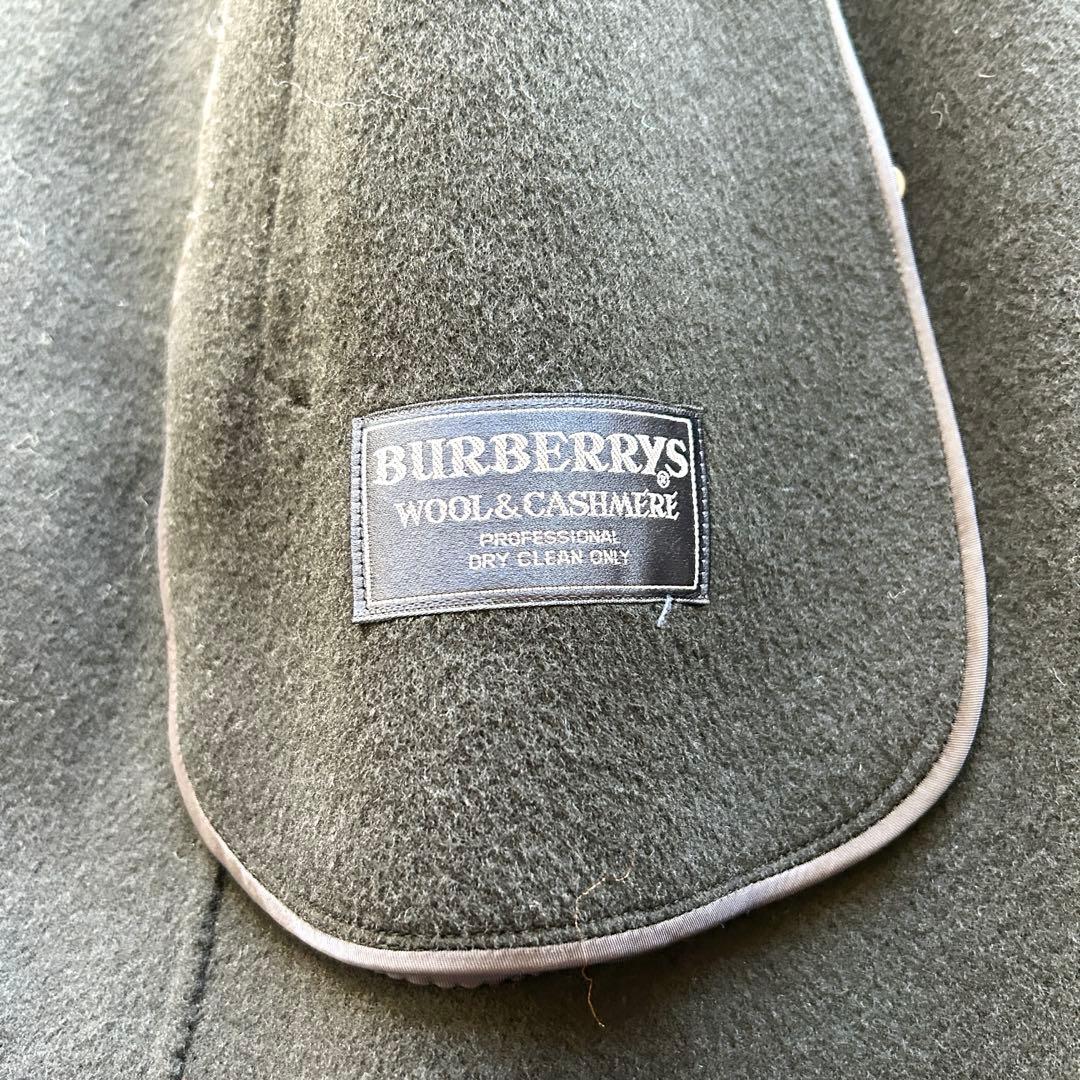 BURBERRYS®
WOOL & CASHMERE
PROFESSIONAL
DRY CLEAN ONLY